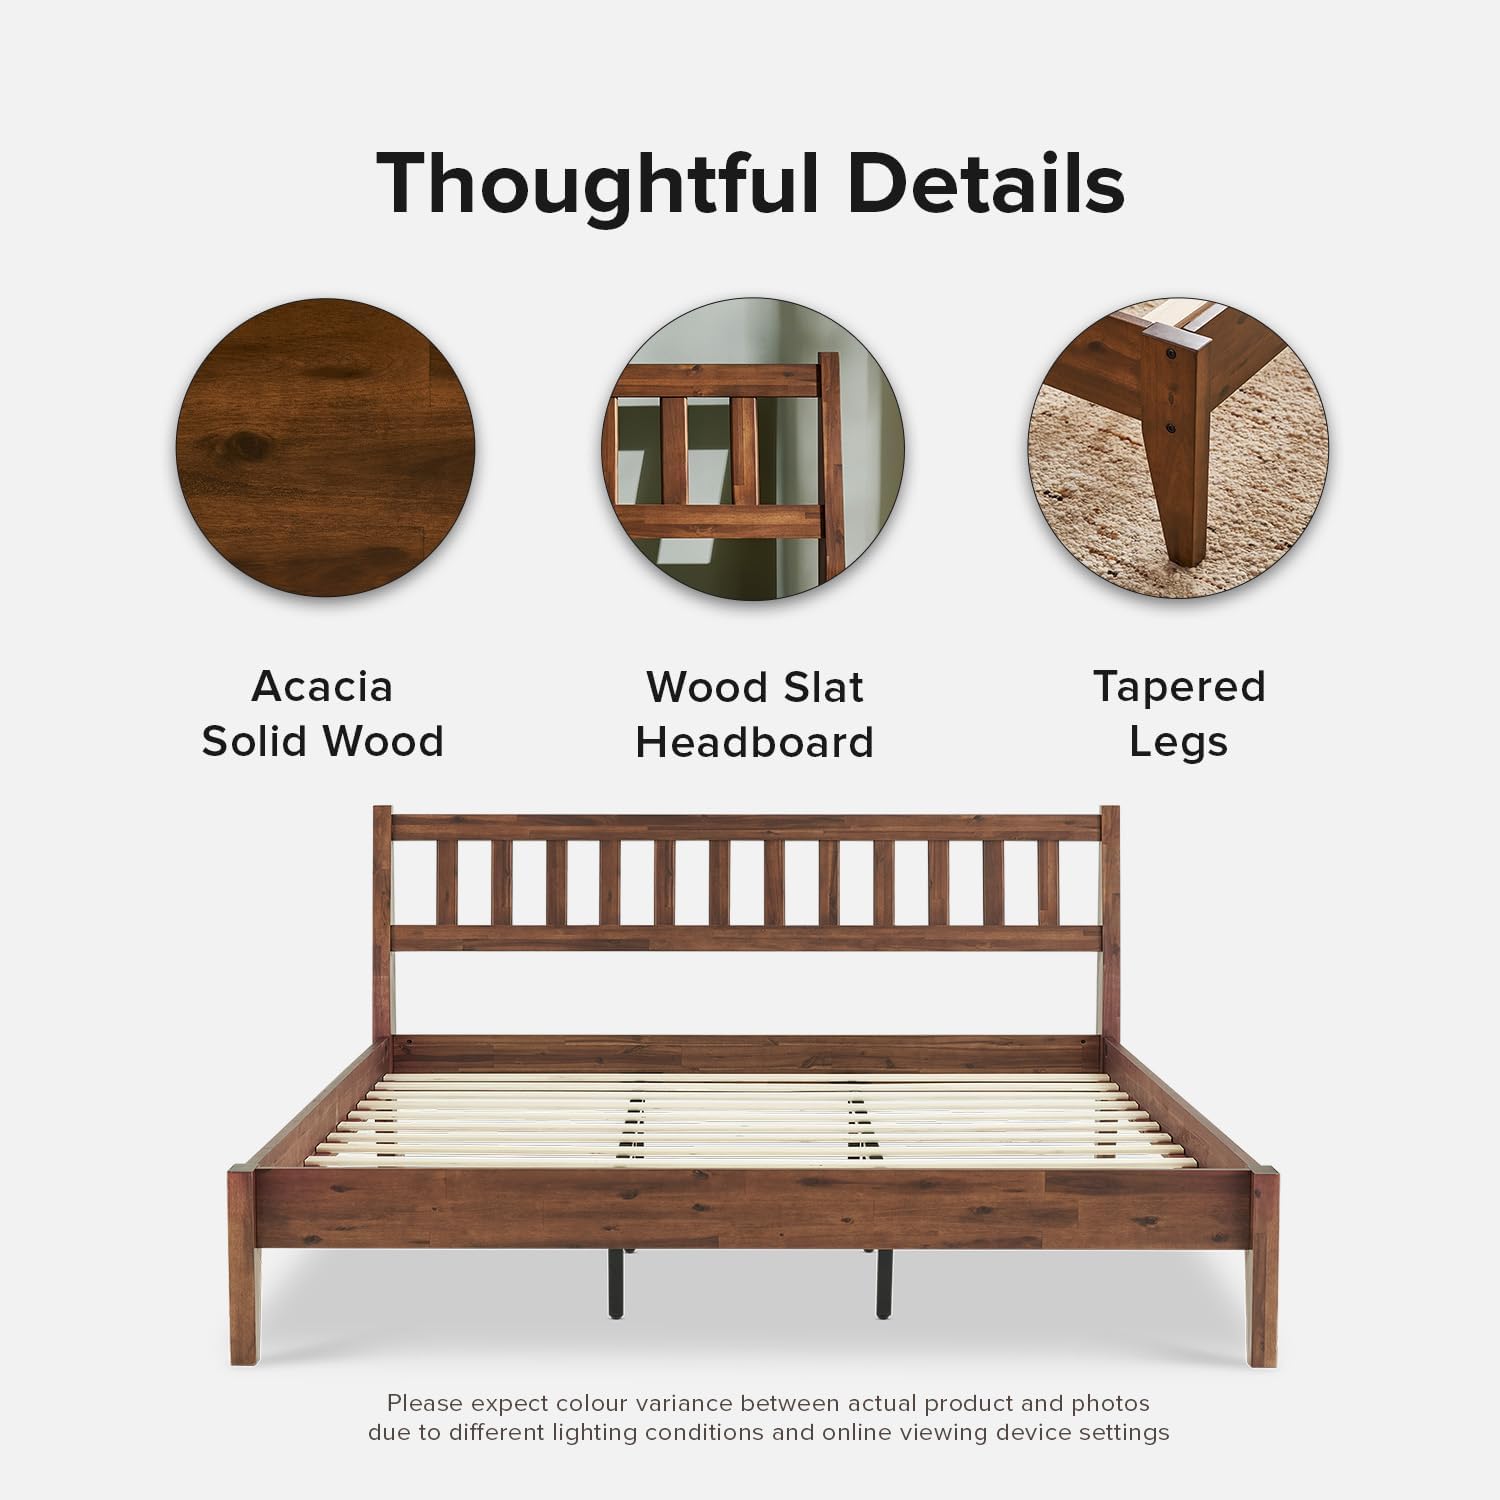 Thoughtful Details
Acacia
Solid Wood
Wood Slat
Headboard
Tapered
Legs
Please expect colour variance between actual product and photos
due to different lighting conditions and online viewing device settings